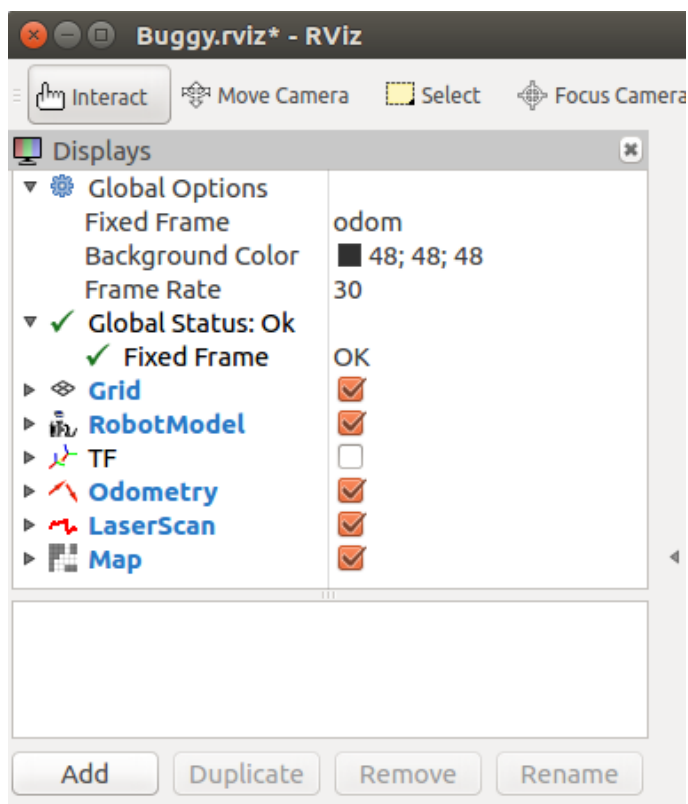 Buggy.rviz* - RViz
Interact Move Camera Select Focus Camera
Displays
Global Options
Fixed Frame odom
Background Color 48; 48; 48
Frame Rate 30
Global Status: Ok
Fixed Frame OK
Grid
RobotModel
TF
Odometry
LaserScan
Map
Add Duplicate Remove Rename